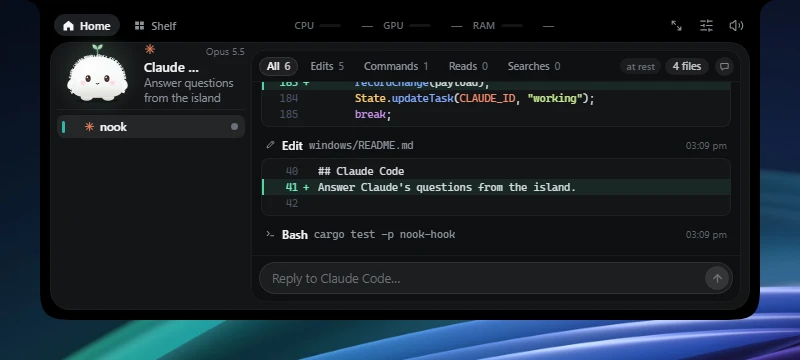 Home
Shelf
CPU — GPU — RAM —
Opus 5.5
Claude ...
Answer questions
from the island
nook
All 6 Edits 5 Commands 1 Reads 0 Searches 0 at rest 4 files
183 + recordChange(payload);
184 State.updateTask(CLAUDE_ID, "working");
185 break;
Edit windows/README.md 03:09 pm
40 ## Claude Code
41 + Answer Claude's questions from the island.
42
Bash cargo test -p nook-hook 03:09 pm
Reply to Claude Code...